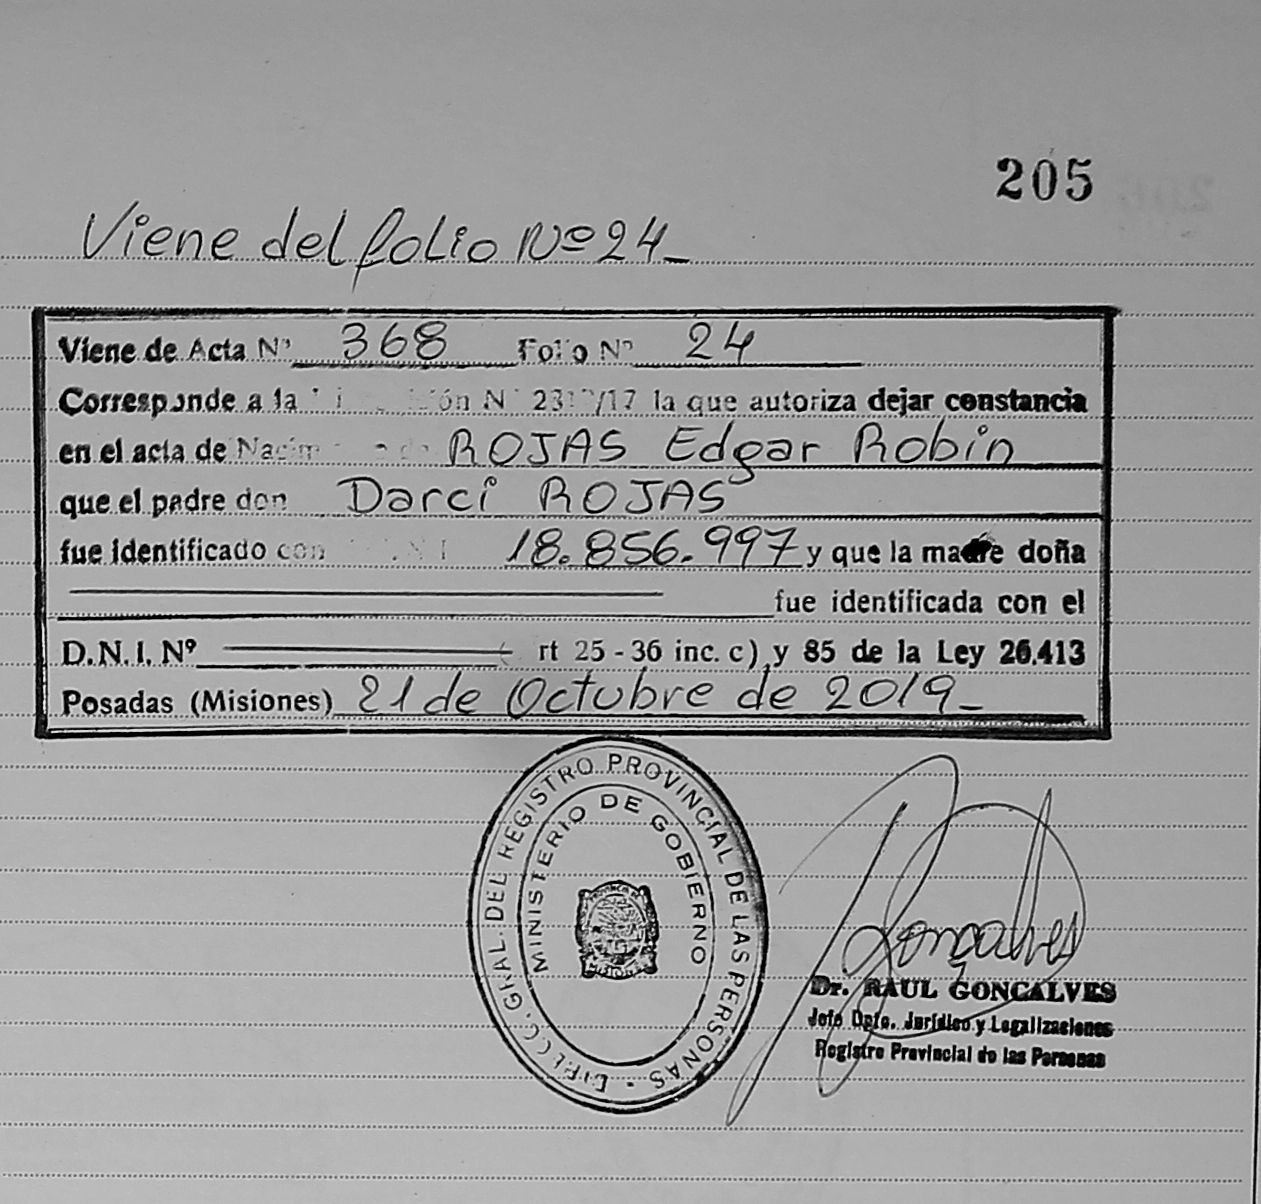 205
Viene del folio Nº 24_
Viene de Acta Nº 368 Folio Nº 24
Corresponde a la /17 la que autoriza dejar constancia
en el acta de ROJAS Edgar Robin
que el padre don Darci ROJAS
fue identificado con 18.856.997 y que la madre doña
fue identificada con el
D.N.I. Nº rt 25 - 36 inc. c) y 85 de la Ley 26.413
Posadas (Misiones) 21 de Octubre de 2019_
GRAL. DEL REGISTRO PROVINCIAL DE LAS PERSONAS
MINISTERIO DE GOBIERNO
Gonçalves
Dr. RAUL GONCALVES
Jefe Dpto. Jurídico y Legalizaciones
Registro Provincial de las Personas